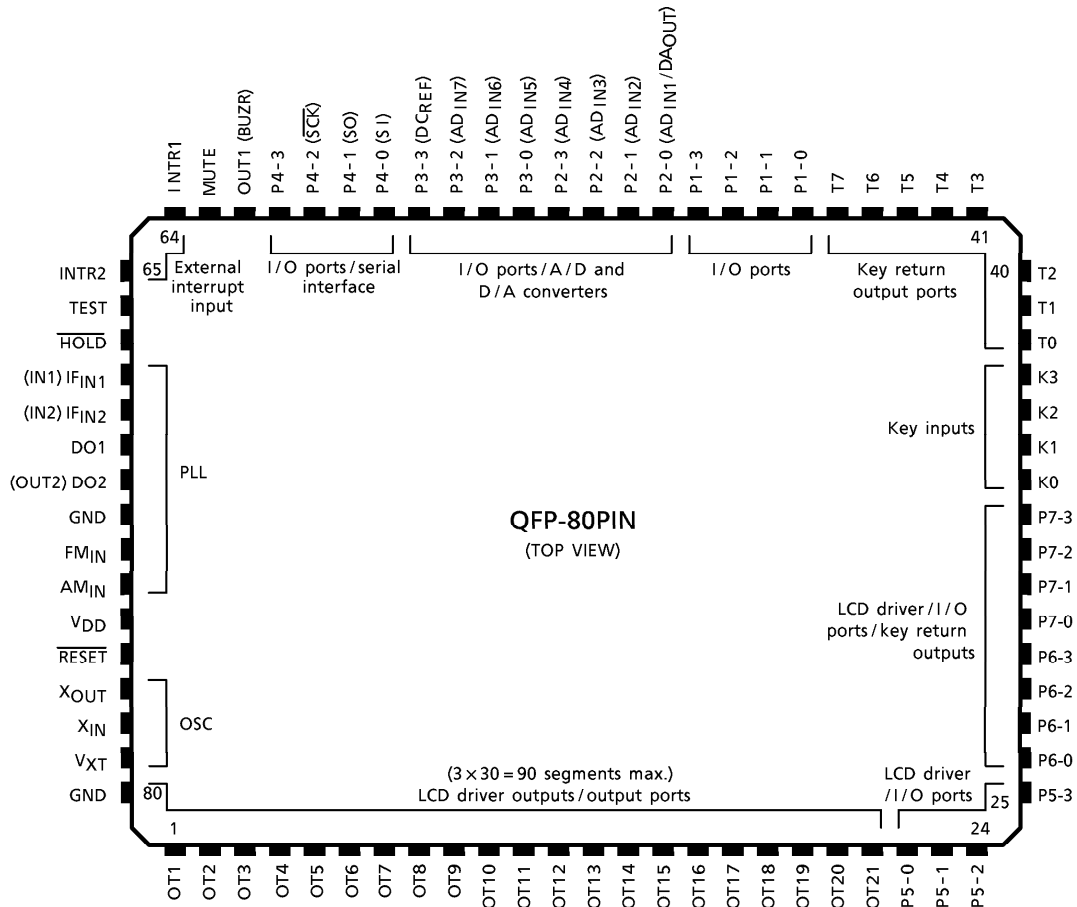 INTR1
MUTE
OUT1 (BUZR)
P4-3
P4-2 (S̅C̅K̅)
P4-1 (SO)
P4-0 (SI)
P3-3 (DCREF)
P3-2 (ADIN7)
P3-1 (ADIN6)
P3-0 (ADIN5)
P2-3 (ADIN4)
P2-2 (ADIN3)
P2-1 (ADIN2)
P2-0 (ADIN1/DAOUT)
P1-3
P1-2
P1-1
P1-0
T7
T6
T5
T4
T3
64
41
65
40
External
interrupt
input
I/O ports/serial
interface
I/O ports/A/D and
D/A converters
I/O ports
Key return
output ports
INTR2
TEST
H̅O̅L̅D̅
(IN1) IFIN1
(IN2) IFIN2
DO1
(OUT2) DO2
GND
FMIN
AMIN
VDD
R̅E̅S̅E̅T̅
XOUT
XIN
VXT
GND
PLL
OSC
QFP-80PIN
(TOP VIEW)
T2
T1
T0
K3
K2
K1
K0
P7-3
P7-2
P7-1
P7-0
P6-3
P6-2
P6-1
P6-0
P5-3
Key inputs
LCD driver/I/O
ports/key return
outputs
(3×30=90 segments max.)
LCD driver outputs/output ports
LCD driver
/I/O ports
80
25
1
24
OT1
OT2
OT3
OT4
OT5
OT6
OT7
OT8
OT9
OT10
OT11
OT12
OT13
OT14
OT15
OT16
OT17
OT18
OT19
OT20
OT21
P5-0
P5-1
P5-2